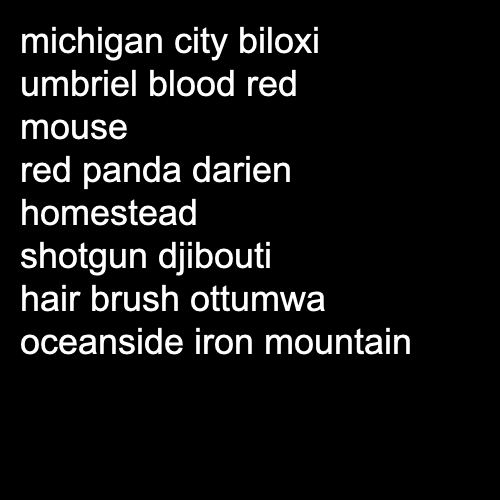 michigan city biloxi
umbriel blood red
mouse
red panda darien
homestead
shotgun djibouti
hair brush ottumwa
oceanside iron mountain